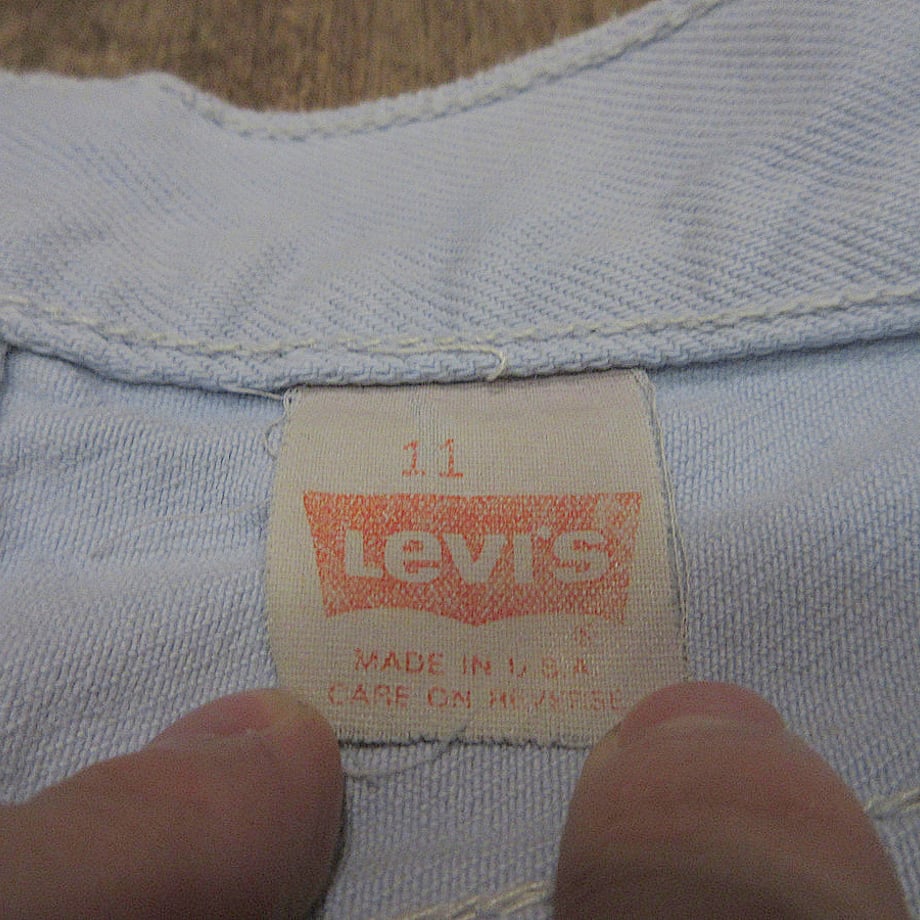 11
Levi's
®
MADE IN U.S.A.
CARE ON REVERSE